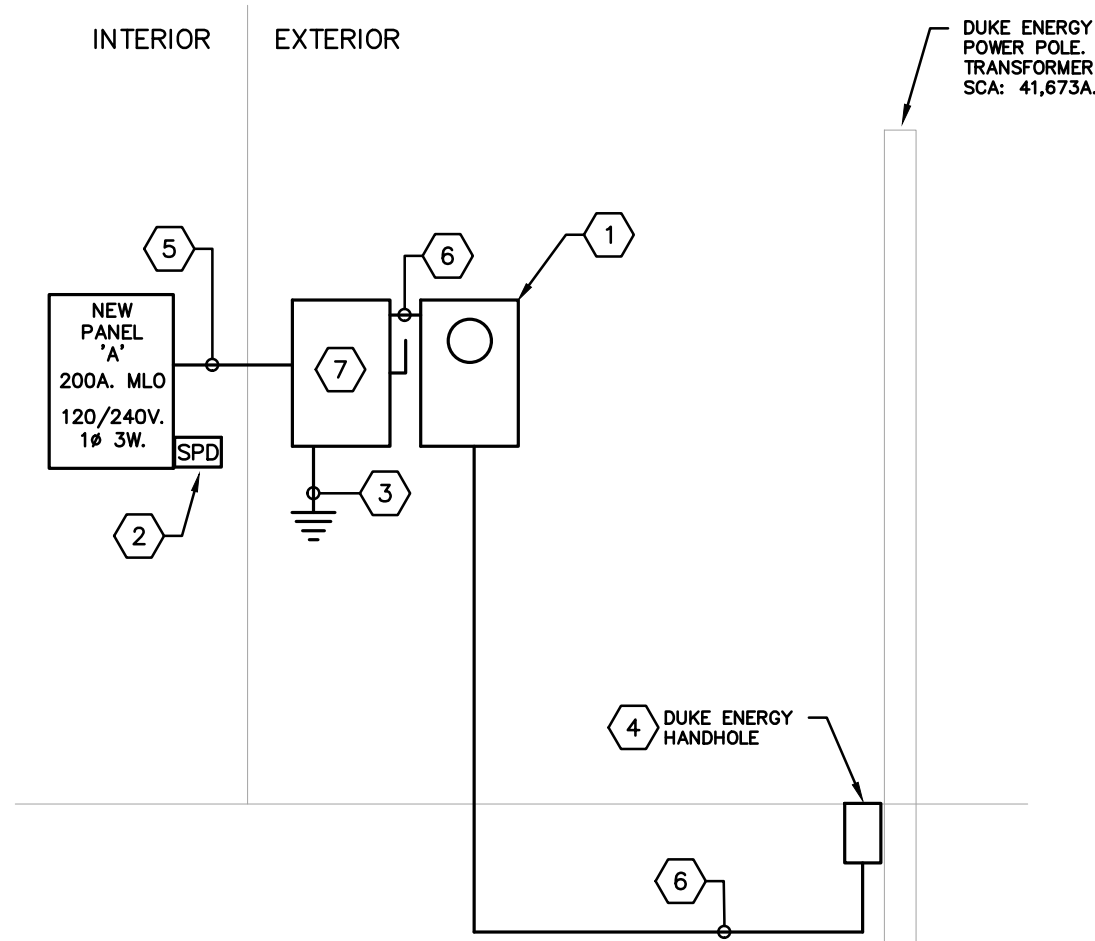 INTERIOR
EXTERIOR
DUKE ENERGY
POWER POLE.
TRANSFORMER
SCA: 41,673A.
1
5
6
NEW
PANEL
'A'
200A. MLO
120/240V.
1ø 3W.
7
SPD
3
2
4
DUKE ENERGY
HANDHOLE
6